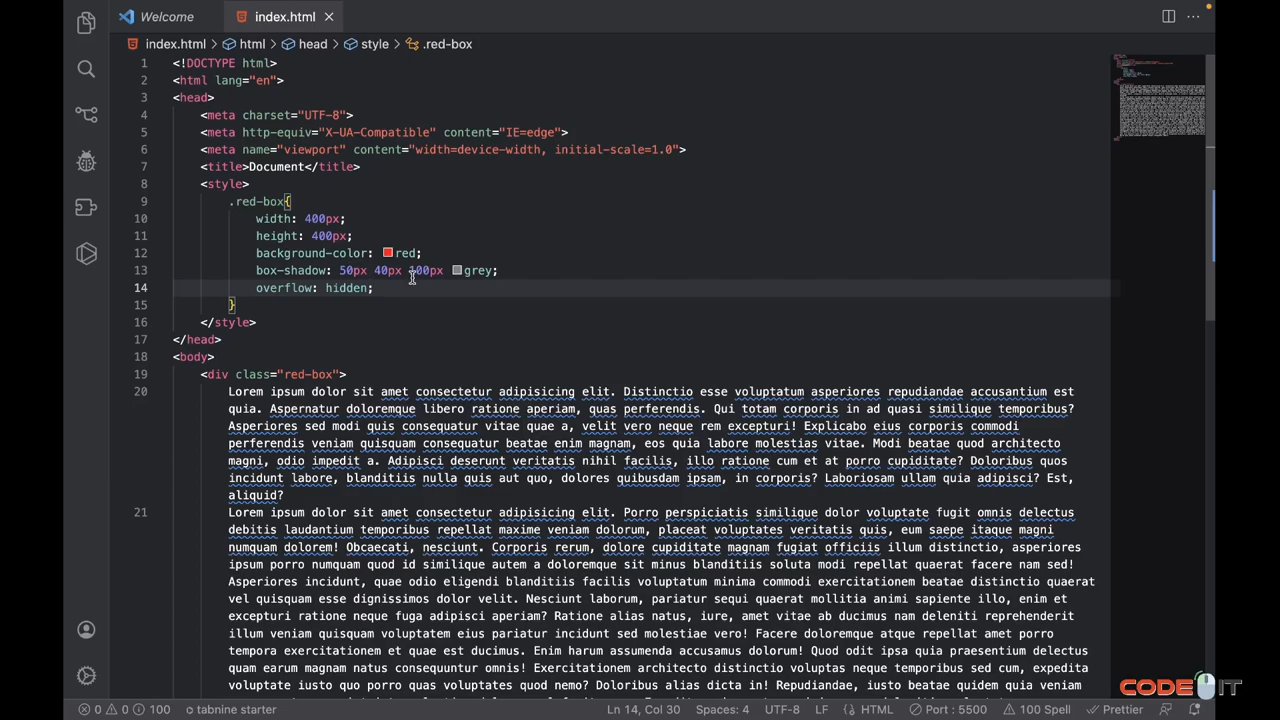 Welcome
index.html
index.html > html > head > style > .red-box
1 <!DOCTYPE html>
2 <html lang="en">
3 <head>
4 <meta charset="UTF-8">
5 <meta http-equiv="X-UA-Compatible" content="IE=edge">
6 <meta name="viewport" content="width=device-width, initial-scale=1.0">
7 <title>Document</title>
8 <style>
9 .red-box{
10 width: 400px;
11 height: 400px;
12 background-color: red;
13 box-shadow: 50px 40px 100px grey;
14 overflow: hidden;
15 }
16 </style>
17 </head>
18 <body>
19 <div class="red-box">
20 Lorem ipsum dolor sit amet consectetur adipisicing elit. Distinctio esse voluptatum asperiores repudiandae accusantium est
quia. Aspernatur doloremque libero ratione aperiam, quas perferendis. Qui totam corporis in ad quasi similique temporibus?
Asperiores sed modi quis consequatur vitae quae a, velit vero neque rem excepturi! Explicabo eius corporis commodi
perferendis veniam quisquam consequatur beatae enim magnam, eos quia labore molestias vitae. Modi beatae quod architecto
magni, odio impedit a. Adipisci deserunt veritatis nihil facilis, illo ratione cum et at porro cupiditate? Doloribus quos
incidunt labore, blanditiis nulla quis aut quo, dolores quibusdam ipsam, in corporis? Laboriosam ullam quia adipisci? Est,
aliquid?
21 Lorem ipsum dolor sit amet consectetur adipisicing elit. Porro perspiciatis similique dolor voluptate fugit omnis delectus
debitis laudantium temporibus repellat maxime veniam dolorum, placeat voluptates veritatis quis, eum saepe itaque magni
numquam dolorem! Obcaecati, nesciunt. Corporis rerum, dolore cupiditate magnam fugiat officiis illum distinctio, asperiores
ipsum porro numquam quod id similique autem a doloremque sit minus blanditiis soluta modi repellat quaerat facere nam sed!
Asperiores incidunt, quae odio eligendi blanditiis facilis voluptatum minima commodi exercitationem beatae distinctio quaerat
vel quisquam esse dignissimos dolor velit. Nesciunt laborum, pariatur sequi quaerat mollitia animi sapiente illo, enim et
excepturi ratione neque fuga adipisci aperiam? Ratione alias natus, iure, amet vitae ab ducimus nam deleniti reprehenderit
illum veniam quisquam voluptatem eius pariatur incidunt sed molestiae vero! Facere doloremque atque repellat amet porro
tempora exercitationem et quae est ducimus. Enim harum assumenda accusamus dolorum! Quod odit ipsa quia praesentium delectus
quam earum magnam natus consequuntur omnis! Exercitationem architecto distinctio voluptas neque temporibus sed cum, expedita
voluptate iusto quo porro quas voluptas quod nemo? Doloribus alias dicta in! Repudiandae, iusto beatae quidem quia veniam
0 0 100 tabnine starter Ln 14, Col 30 Spaces: 4 UTF-8 LF HTML Port : 5500 100 Spell Prettier
CODE IT